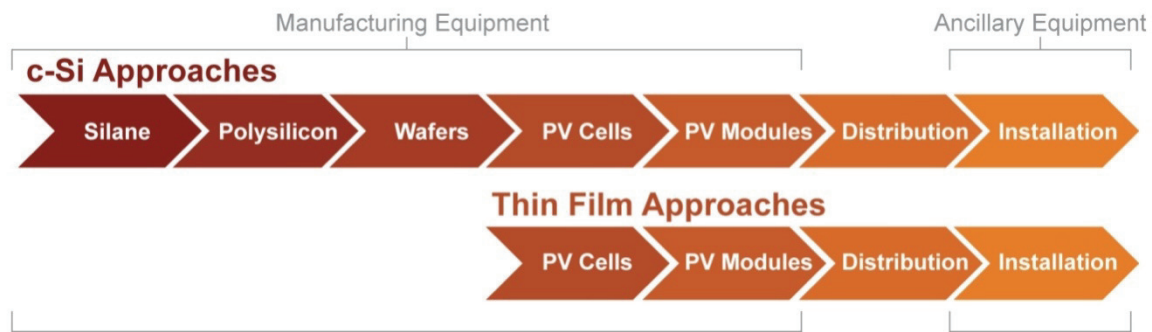 Manufacturing Equipment Ancillary Equipment
c-Si Approaches
Silane Polysilicon Wafers PV Cells PV Modules Distribution Installation
Thin Film Approaches
PV Cells PV Modules Distribution Installation